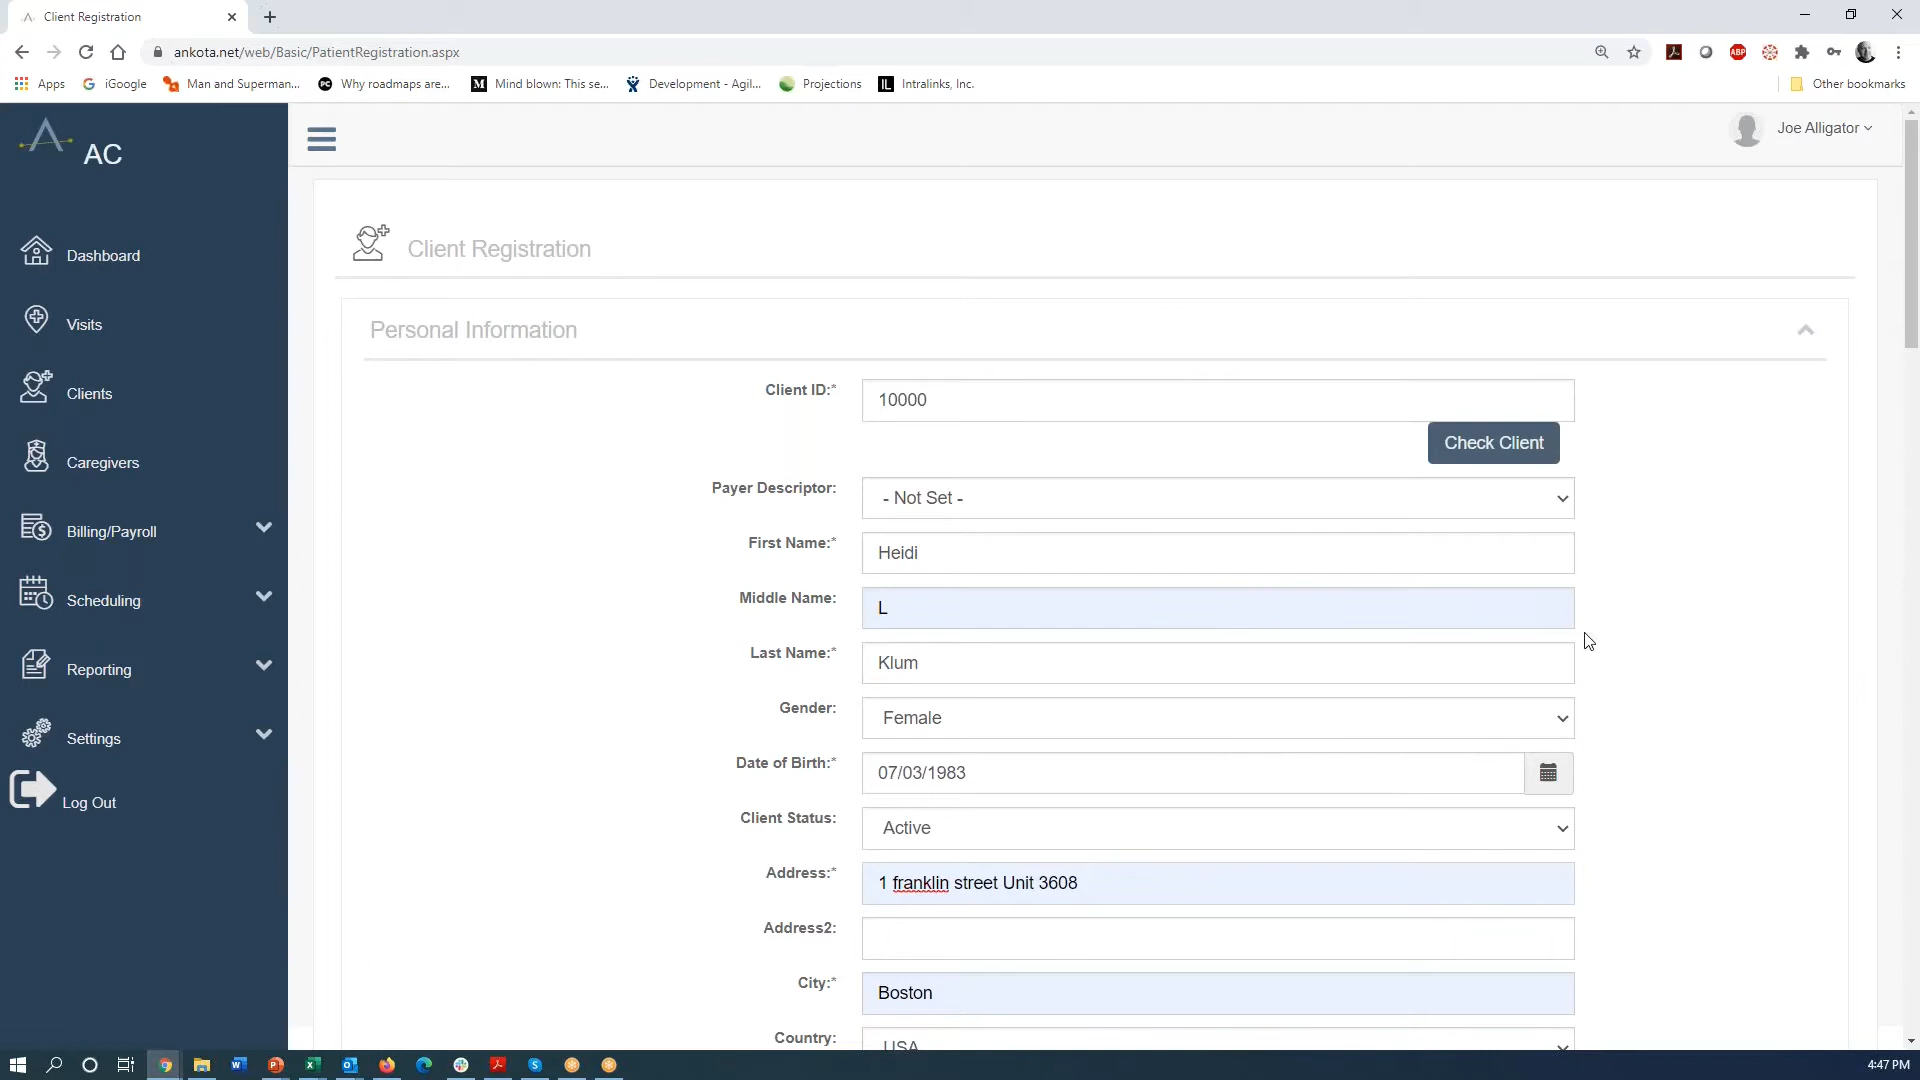 Client Registration
ankota.net/web/Basic/PatientRegistration.aspx
ABP
Apps
G iGoogle
Man and Superman...
PC Why roadmaps are...
M Mind blown: This se...
Development - Agil...
Projections
IL Intralinks, Inc.
Other bookmarks
AC
Joe Alligator
Dashboard
Visits
Clients
Caregivers
Billing/Payroll
Scheduling
Reporting
Settings
Log Out
Client Registration
Personal Information
Client ID:* 10000
Check Client
Payer Descriptor: - Not Set -
First Name:* Heidi
Middle Name: L
Last Name:* Klum
Gender: Female
Date of Birth:* 07/03/1983
Client Status: Active
Address:* 1 franklin street Unit 3608
Address2:
City:* Boston
Country: USA
4:47 PM